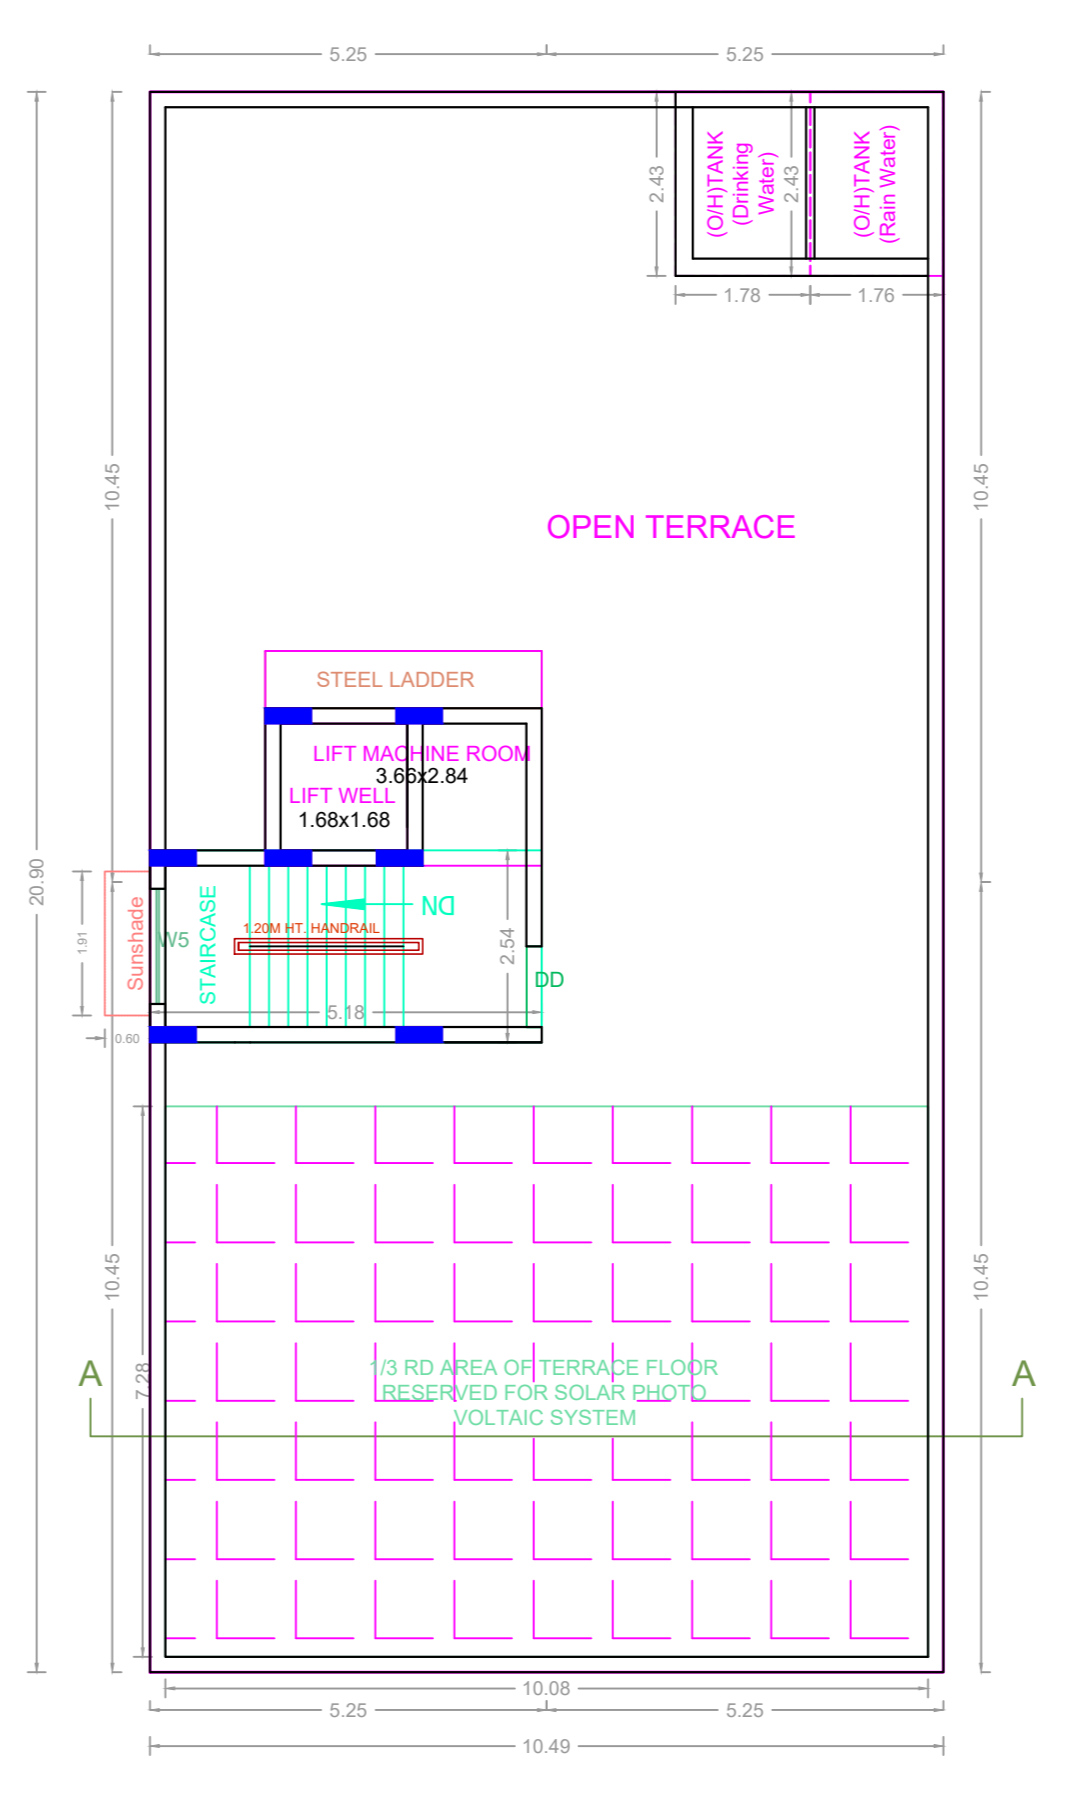 5.25
5.25
(O/H)TANK
(Drinking
Water)
(O/H)TANK
(Rain Water)
2.43
2.43
1.78
1.76
10.45
10.45
OPEN TERRACE
STEEL LADDER
LIFT MACHINE ROOM
3.66x2.84
LIFT WELL
1.68x1.68
20.90
STAIRCASE
DN
Sunshade
W5
1.91
1.20M HT. HANDRAIL
2.54
DD
5.18
0.60
10.45
10.45
7.28
A
A
1/3 RD AREA OF TERRACE FLOOR
RESERVED FOR SOLAR PHOTO
VOLTAIC SYSTEM
10.08
5.25
5.25
10.49